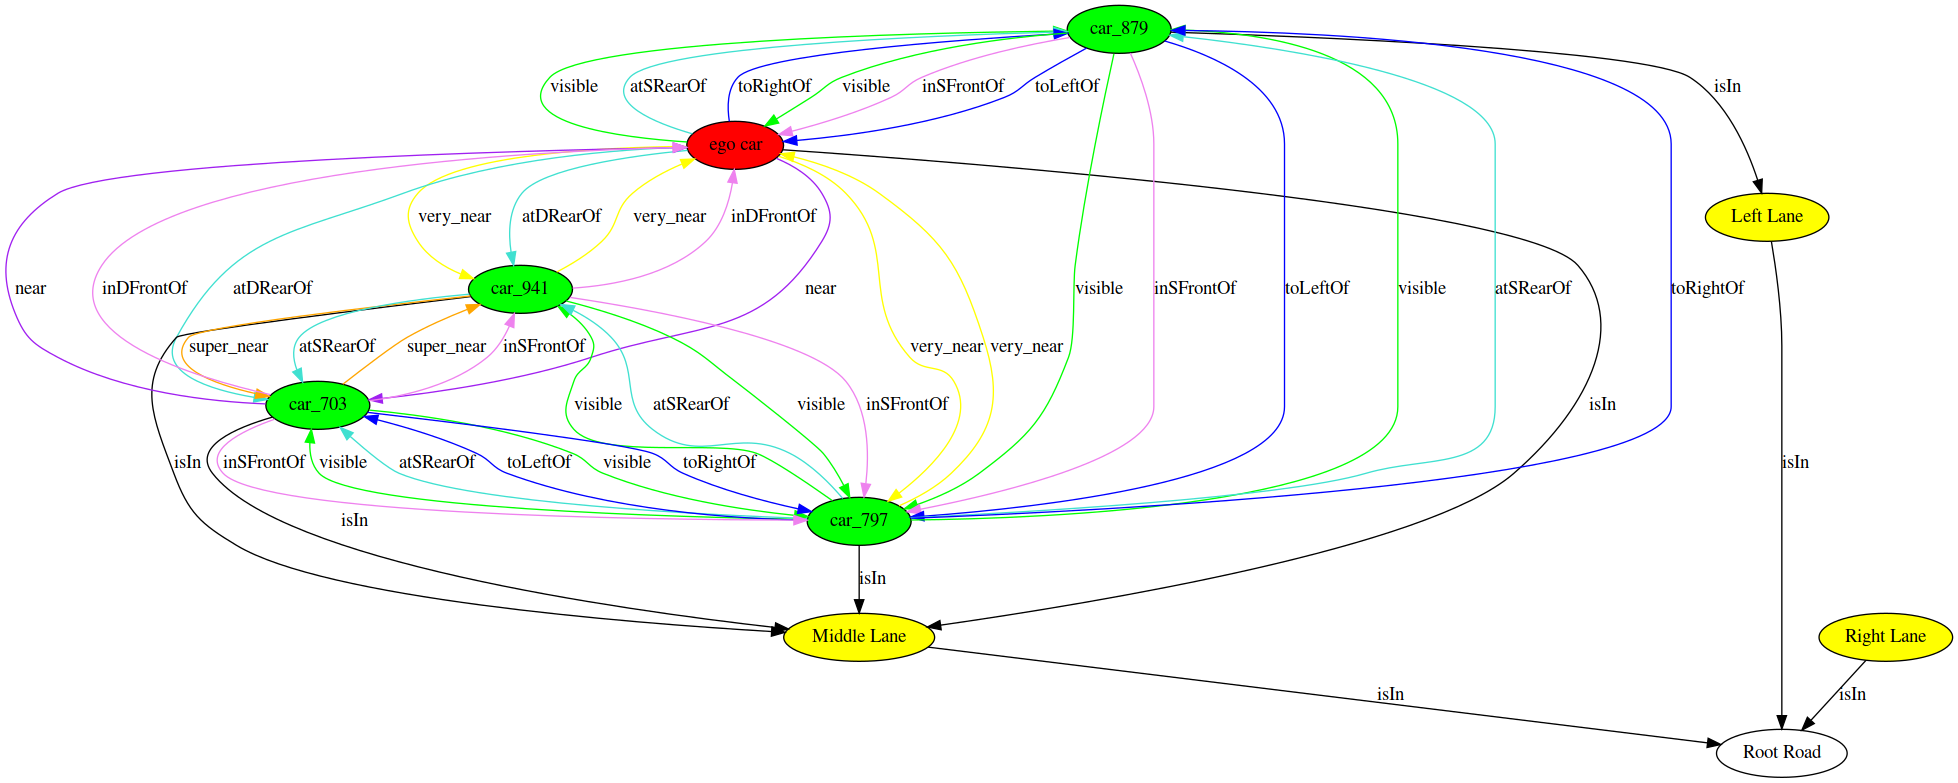 car_879
visible
atSRearOf
toRightOf
visible
inSFrontOf
toLeftOf
isIn
ego car
Left Lane
very_near
atDRearOf
very_near
inDFrontOf
near
inDFrontOf
atDRearOf
car_941
near
visible
inSFrontOf
toLeftOf
visible
atSRearOf
toRightOf
super_near
atSRearOf
super_near
inSFrontOf
very_near
very_near
car_703
visible
atSRearOf
visible
inSFrontOf
isIn
isIn
inSFrontOf
visible
atSRearOf
toLeftOf
visible
toRightOf
isIn
isIn
car_797
isIn
Middle Lane
Right Lane
isIn
isIn
Root Road